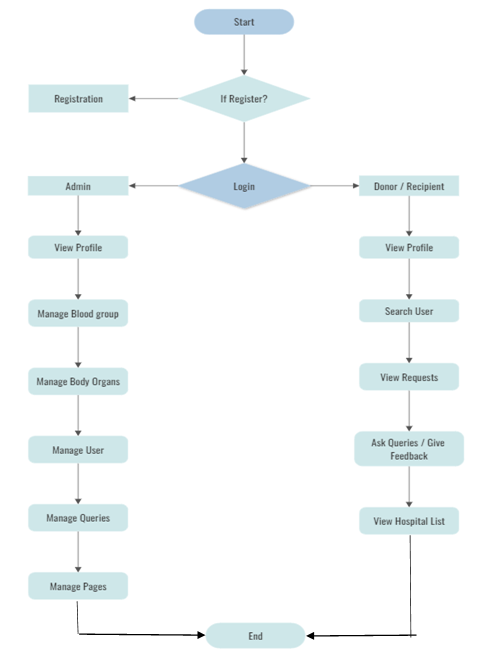 Start
Registration
If Register?
Admin
Login
Donor / Recipient
View Profile
View Profile
Manage Blood group
Search User
Manage Body Organs
View Requests
Manage User
Ask Queries / Give
Feedback
Manage Queries
View Hospital List
Manage Pages
End